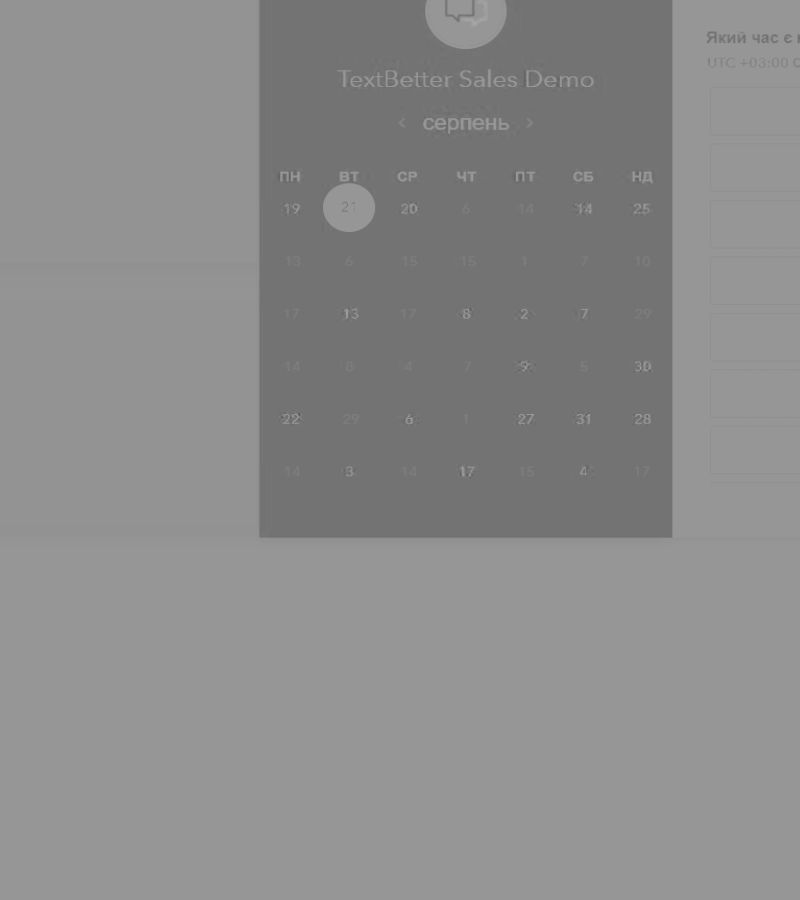 Який час є
UTC +03:00
TextBetter Sales Demo
< серпень >
ПН ВТ СР ЧТ ПТ СБ НД
19 21 20 6 14 14 25
13 6 15 15 1 7 10
17 13 17 8 2 7 29
14 8 4 7 9 5 30
22 29 6 1 27 31 28
14 3 14 17 15 4 17